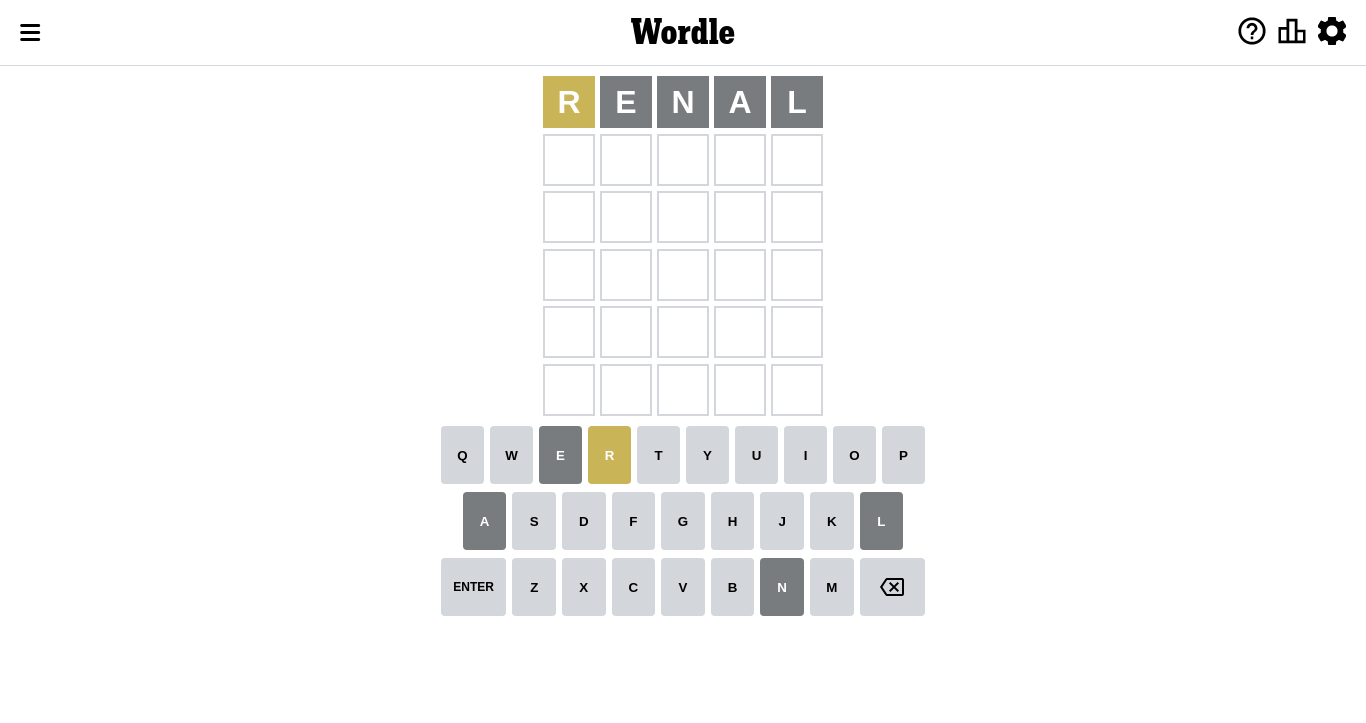 Wordle
R E N A L
Q W E R T Y U I O P
A S D F G H J K L
ENTER Z X C V B N M